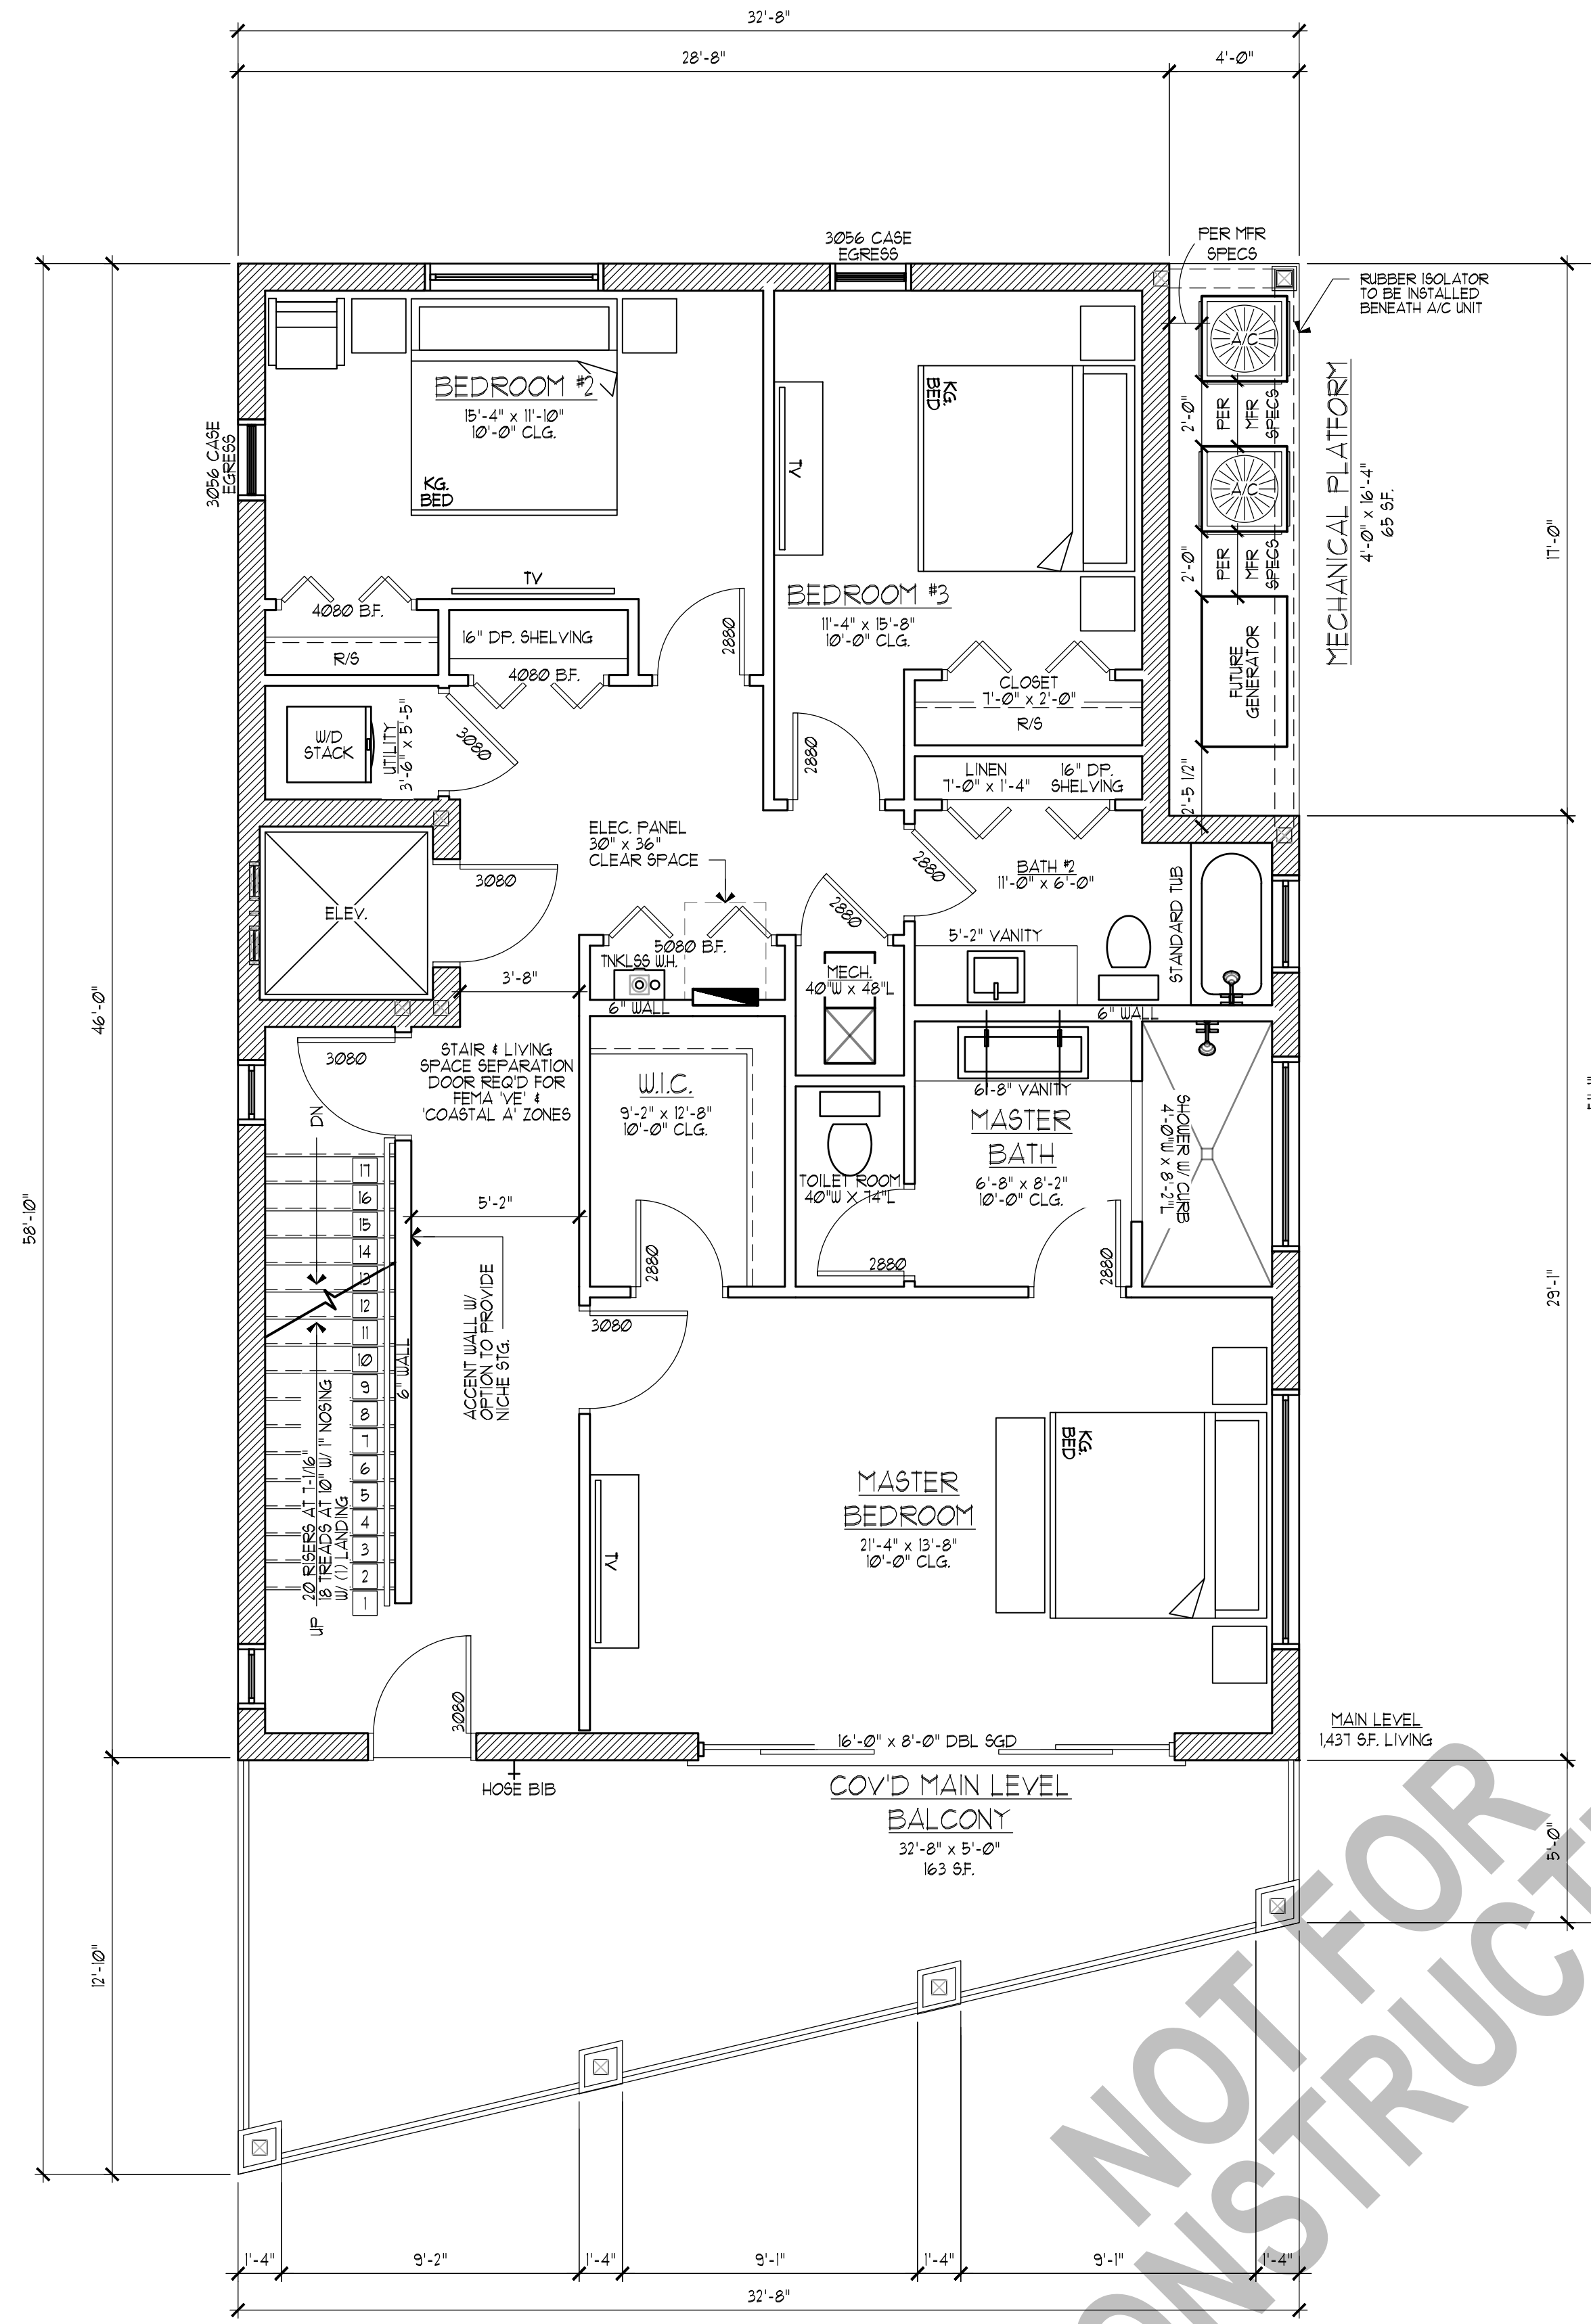 32'-8"
28'-8"
4'-0"
3056 CASE
EGRESS
PER MFR
SPECS
RUBBER ISOLATOR
TO BE INSTALLED
BENEATH A/C UNIT
A/C
BEDROOM #2
15'-4" x 11'-10"
10'-0" CLG.
KG.
BED
3056 CASE
EGRESS
KG.
BED
TV
2'-0"
PER
MFR
SPECS
A/C
MECHANICAL PLATFORM
4'-0" x 16'-4"
65 S.F.
17'-0"
TV
2'-0"
PER
MFR
SPECS
BEDROOM #3
11'-4" x 15'-8"
10'-0" CLG.
4080 B.F.
16" DP. SHELVING
2880
R/S
4080 B.F.
CLOSET
7'-0" x 2'-0"
R/S
FUTURE
GENERATOR
W/D
STACK
UTILITY
3'-6" x 5'-5"
3080
2880
LINEN
7'-0" x 1'-4"
16" DP.
SHELVING
2'-5 1/2"
ELEC. PANEL
30" x 36"
CLEAR SPACE
2880
BATH #2
11'-0" x 6'-0"
STANDARD TUB
3080
ELEV.
2880
5080 B.F.
5'-2" VANITY
TNKLSS W.H.
3'-8"
MECH.
40"W x 48"L
6" WALL
6" WALL
46'-0"
3080
STAIR & LIVING
SPACE SEPARATION
DOOR REQ'D FOR
FEMA 'VE' &
'COASTAL A' ZONES
W.I.C.
9'-2" x 12'-8"
10'-0" CLG.
6'-8" VANITY
MASTER
BATH
6'-8" x 8'-2"
10'-0" CLG.
SHOWER W/ CURB
4'-0"W x 8'-2"L
DN
TOILET ROOM
40"W X 74"L
5'-2"
58'-10"
17
16
15
14
13
12
11
10
9
8
7
6
5
4
3
2
1
2880
2880
2880
29'-1"
3080
ACCENT WALL W/
OPTION TO PROVIDE
NICHE STG.
6" WALL
UP
20 RISERS AT 7-1/16"
18 TREADS AT 10" W/ 1" NOSING
W/ (1) LANDING
KG.
BED
MASTER
BEDROOM
21'-4" x 13'-8"
10'-0" CLG.
TV
3080
16'-0" x 8'-0" DBL SGD
MAIN LEVEL
1,437 S.F. LIVING
HOSE BIB
COV'D MAIN LEVEL
BALCONY
32'-8" x 5'-0"
163 S.F.
5'-0"
12'-10"
NOT FOR
1'-4"
9'-2"
1'-4"
9'-1"
1'-4"
9'-1"
1'-4"
32'-8"